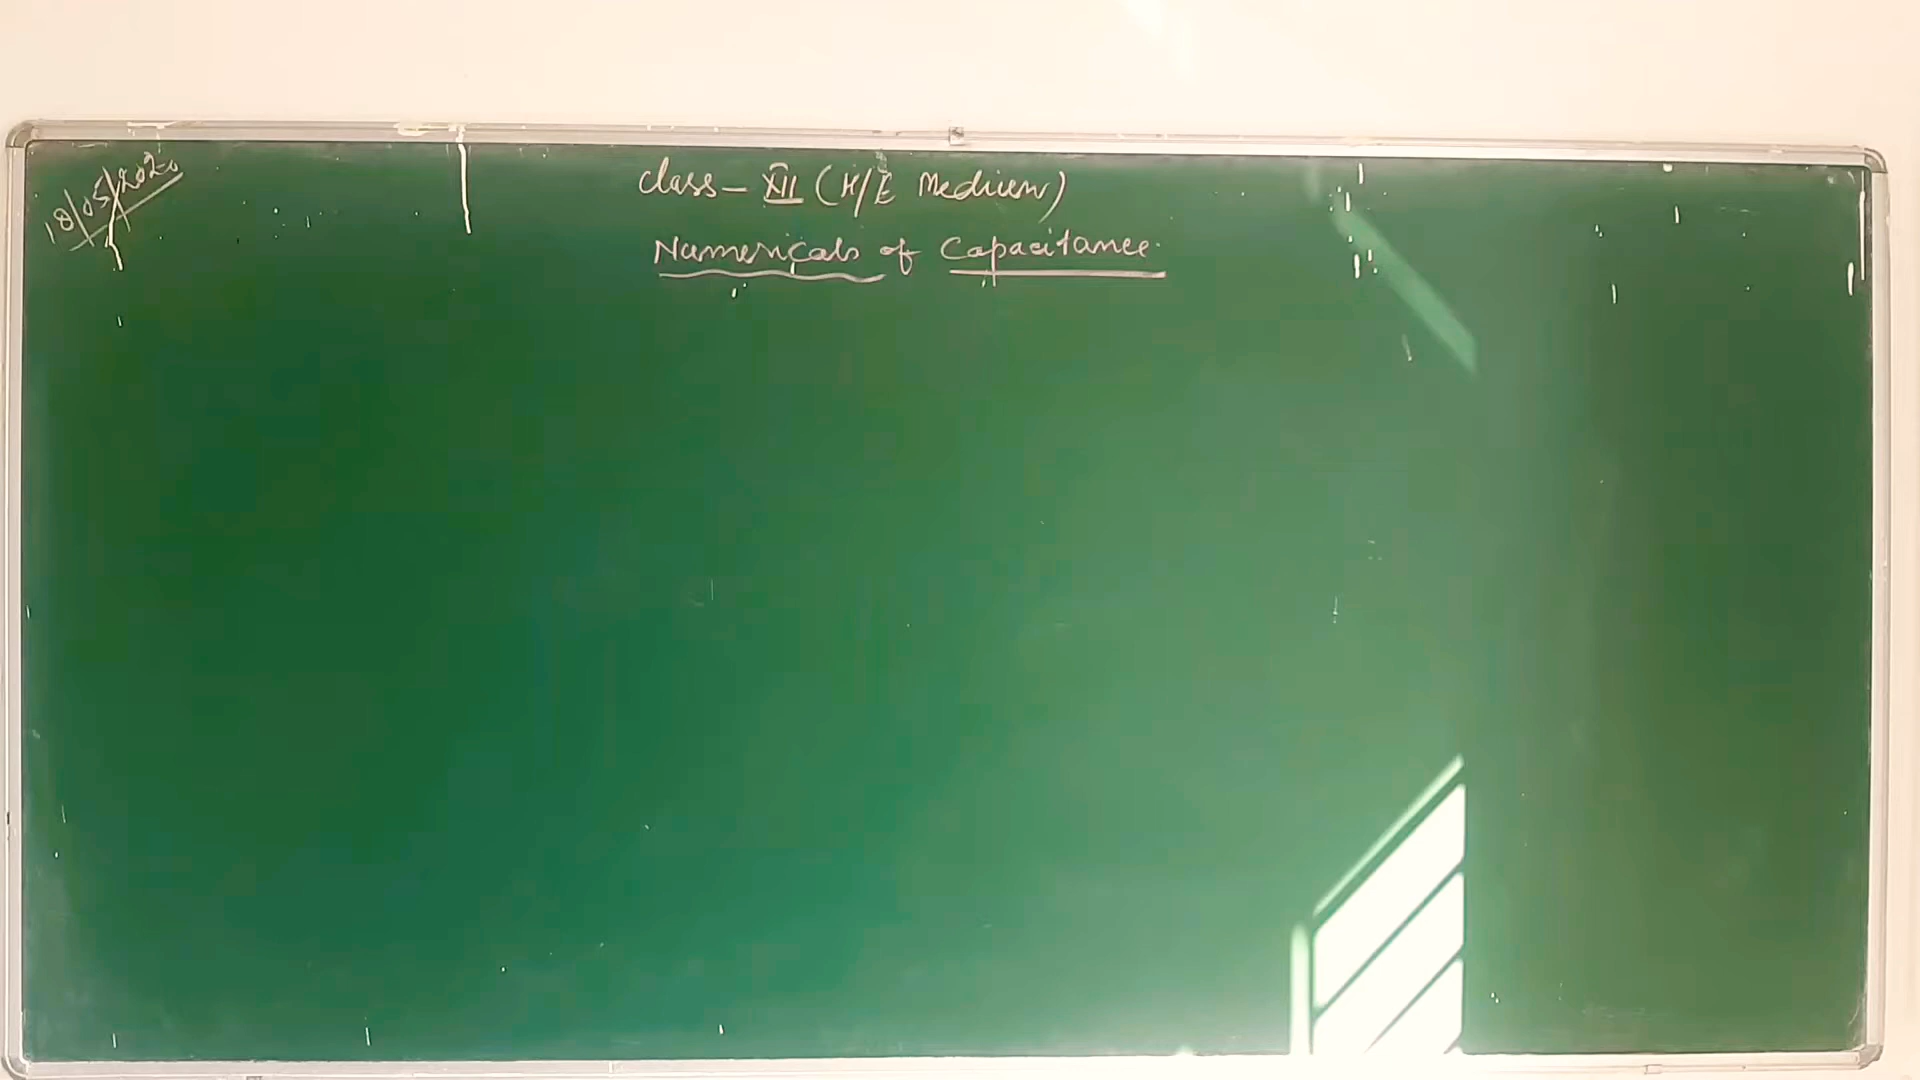 18/05/2020
Class - XII (H/E Medium)
Numericals of Capacitance.